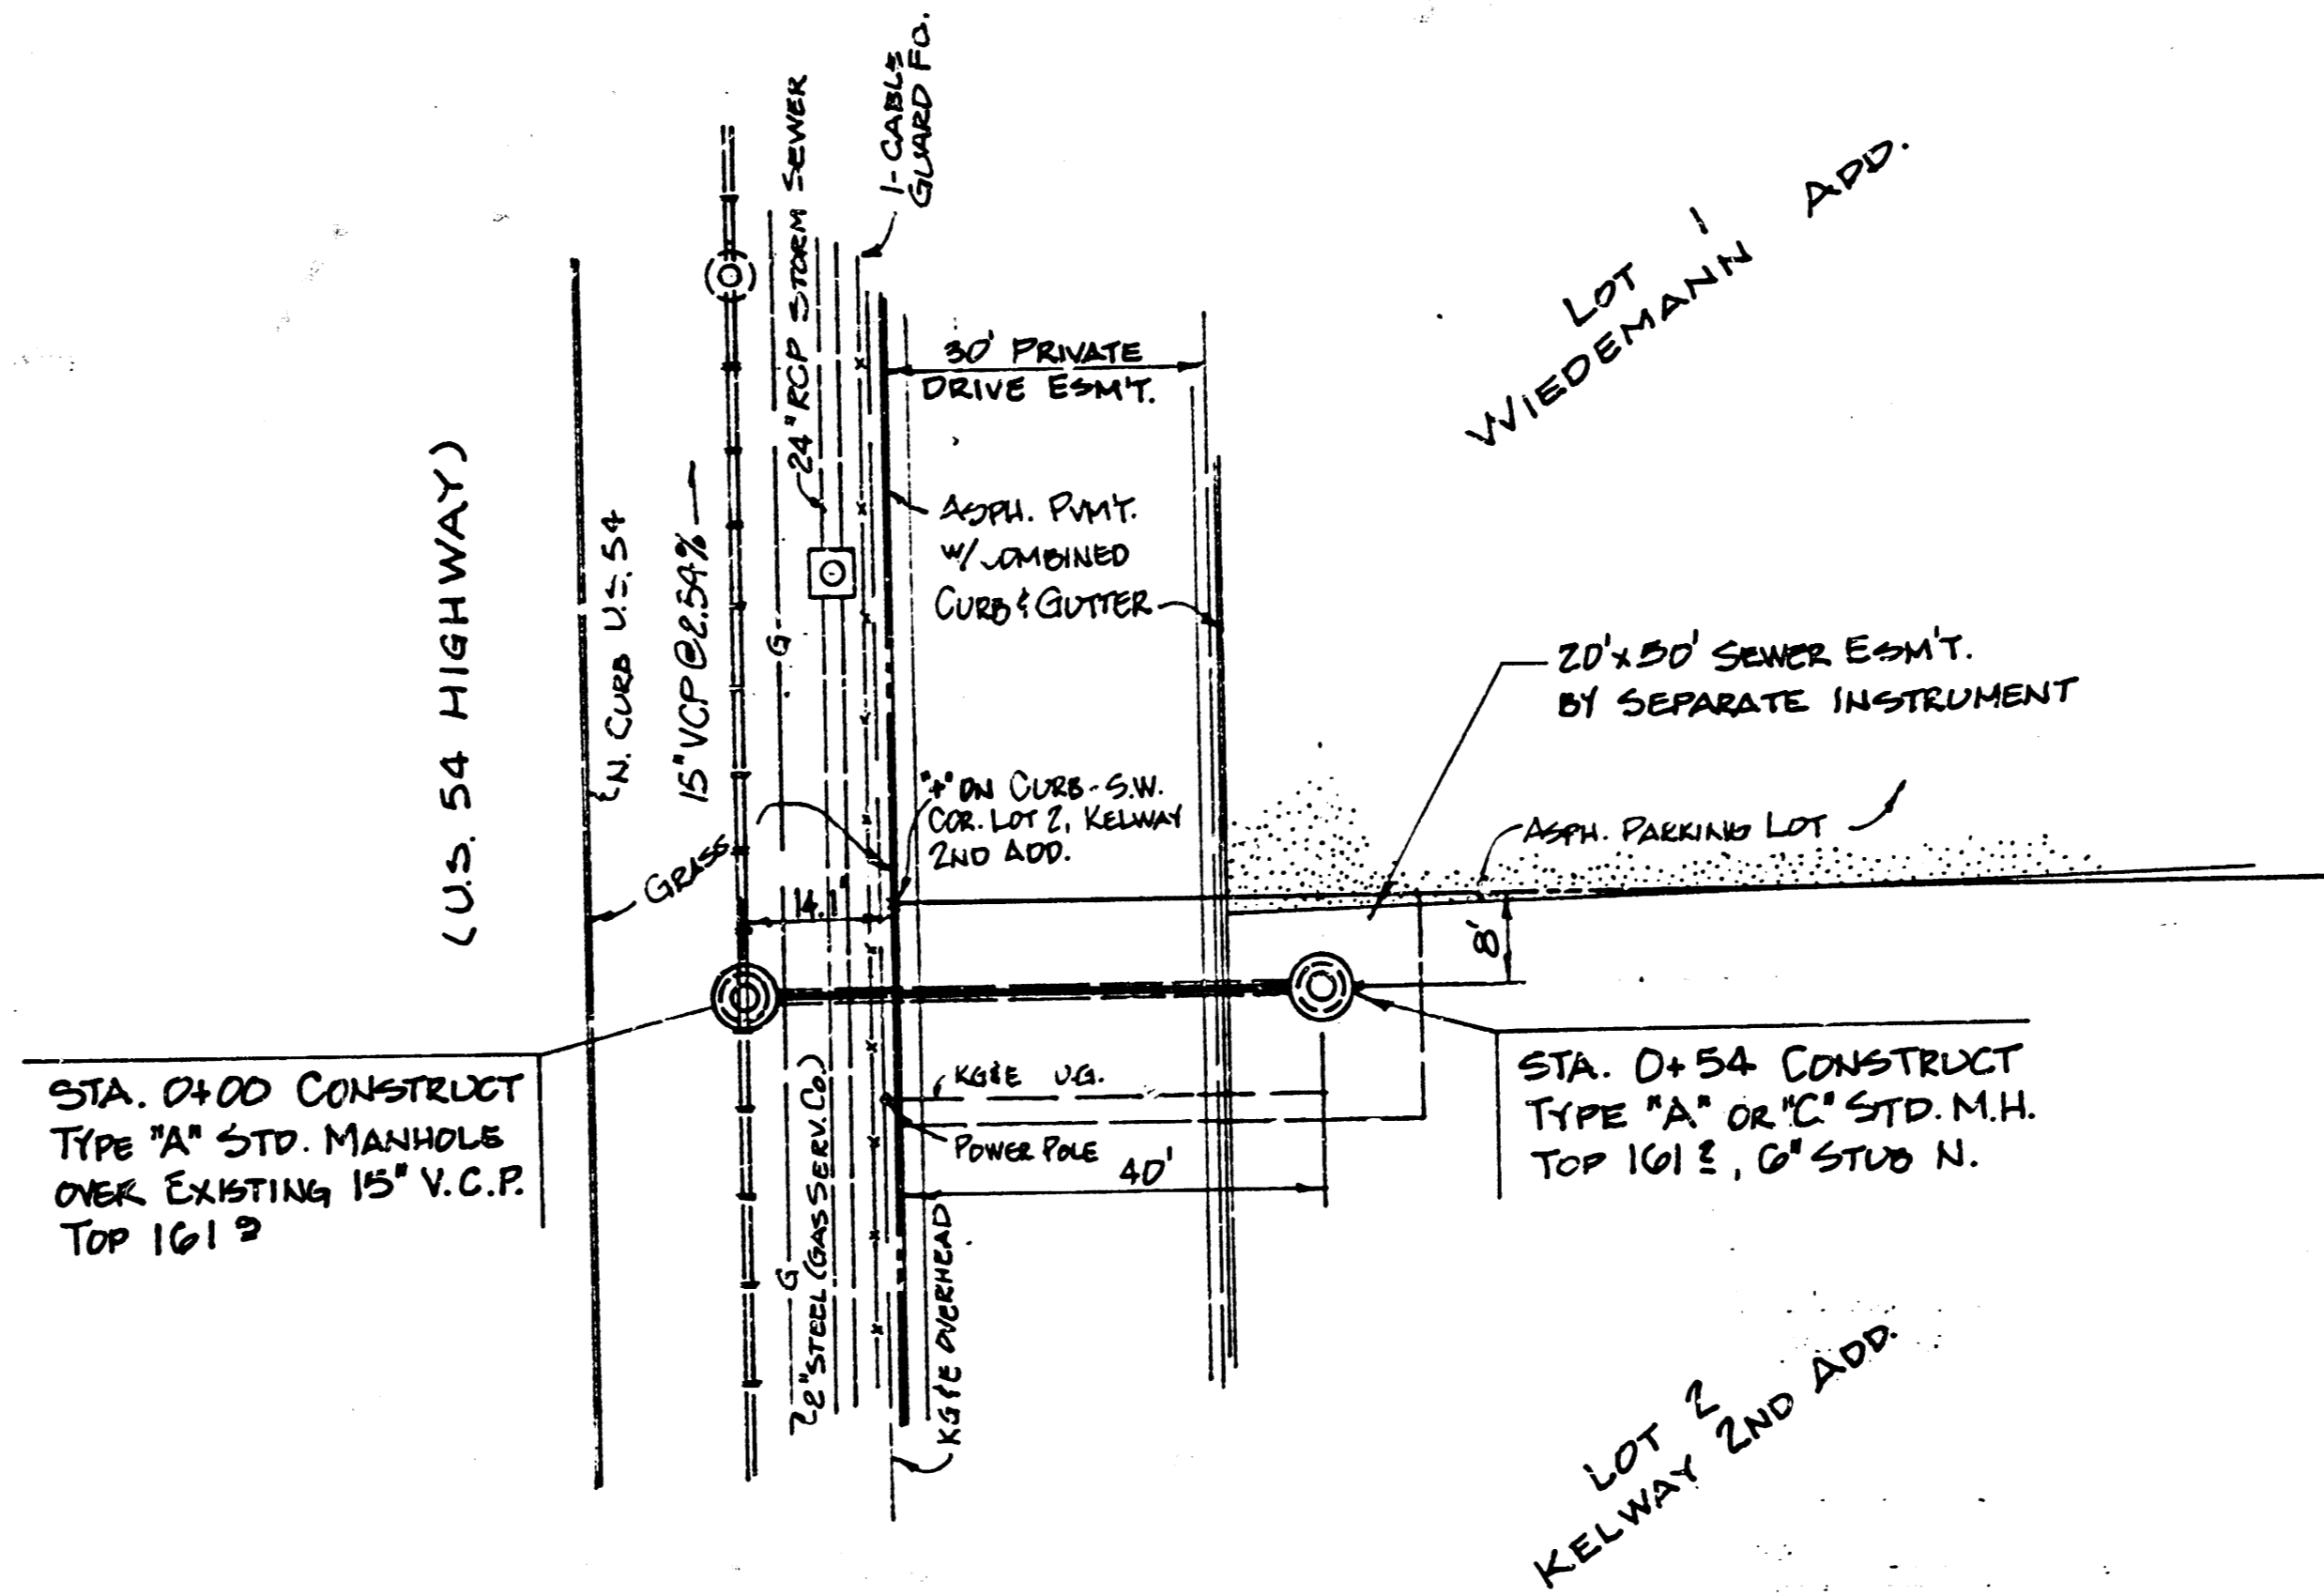 1-CABLE
GUARD FD.
24" RCP STORM SEWER
LOT 1
WIEDEMANN ADD.
30' PRIVATE
DRIVE ESM'T.
(U.S. 54 HIGHWAY)
N. CURB U.S. 54
15" VCP @ 2.54%
ASPH. PVM'T.
W/ COMBINED
CURB & GUTTER
G
20' x 50' SEWER ESM'T.
BY SEPARATE INSTRUMENT
"+" ON CURB - S.W.
COR. LOT 2, KELWAY
2ND ADD.
ASPH. PARKING LOT
GRASS
14.1'
8'
STA. 0+00 CONSTRUCT
TYPE "A" STD. MANHOLE
OVER EXISTING 15" V.C.P.
TOP 161
KG&E U.G.
POWER POLE
40'
STA. 0+54 CONSTRUCT
TYPE "A" OR "C" STD. M.H.
TOP 161, 6" STUB N.
G
2" STEEL (GAS SERV. CO.)
KG&E OVERHEAD
LOT 2
KELWAY 2ND ADD.